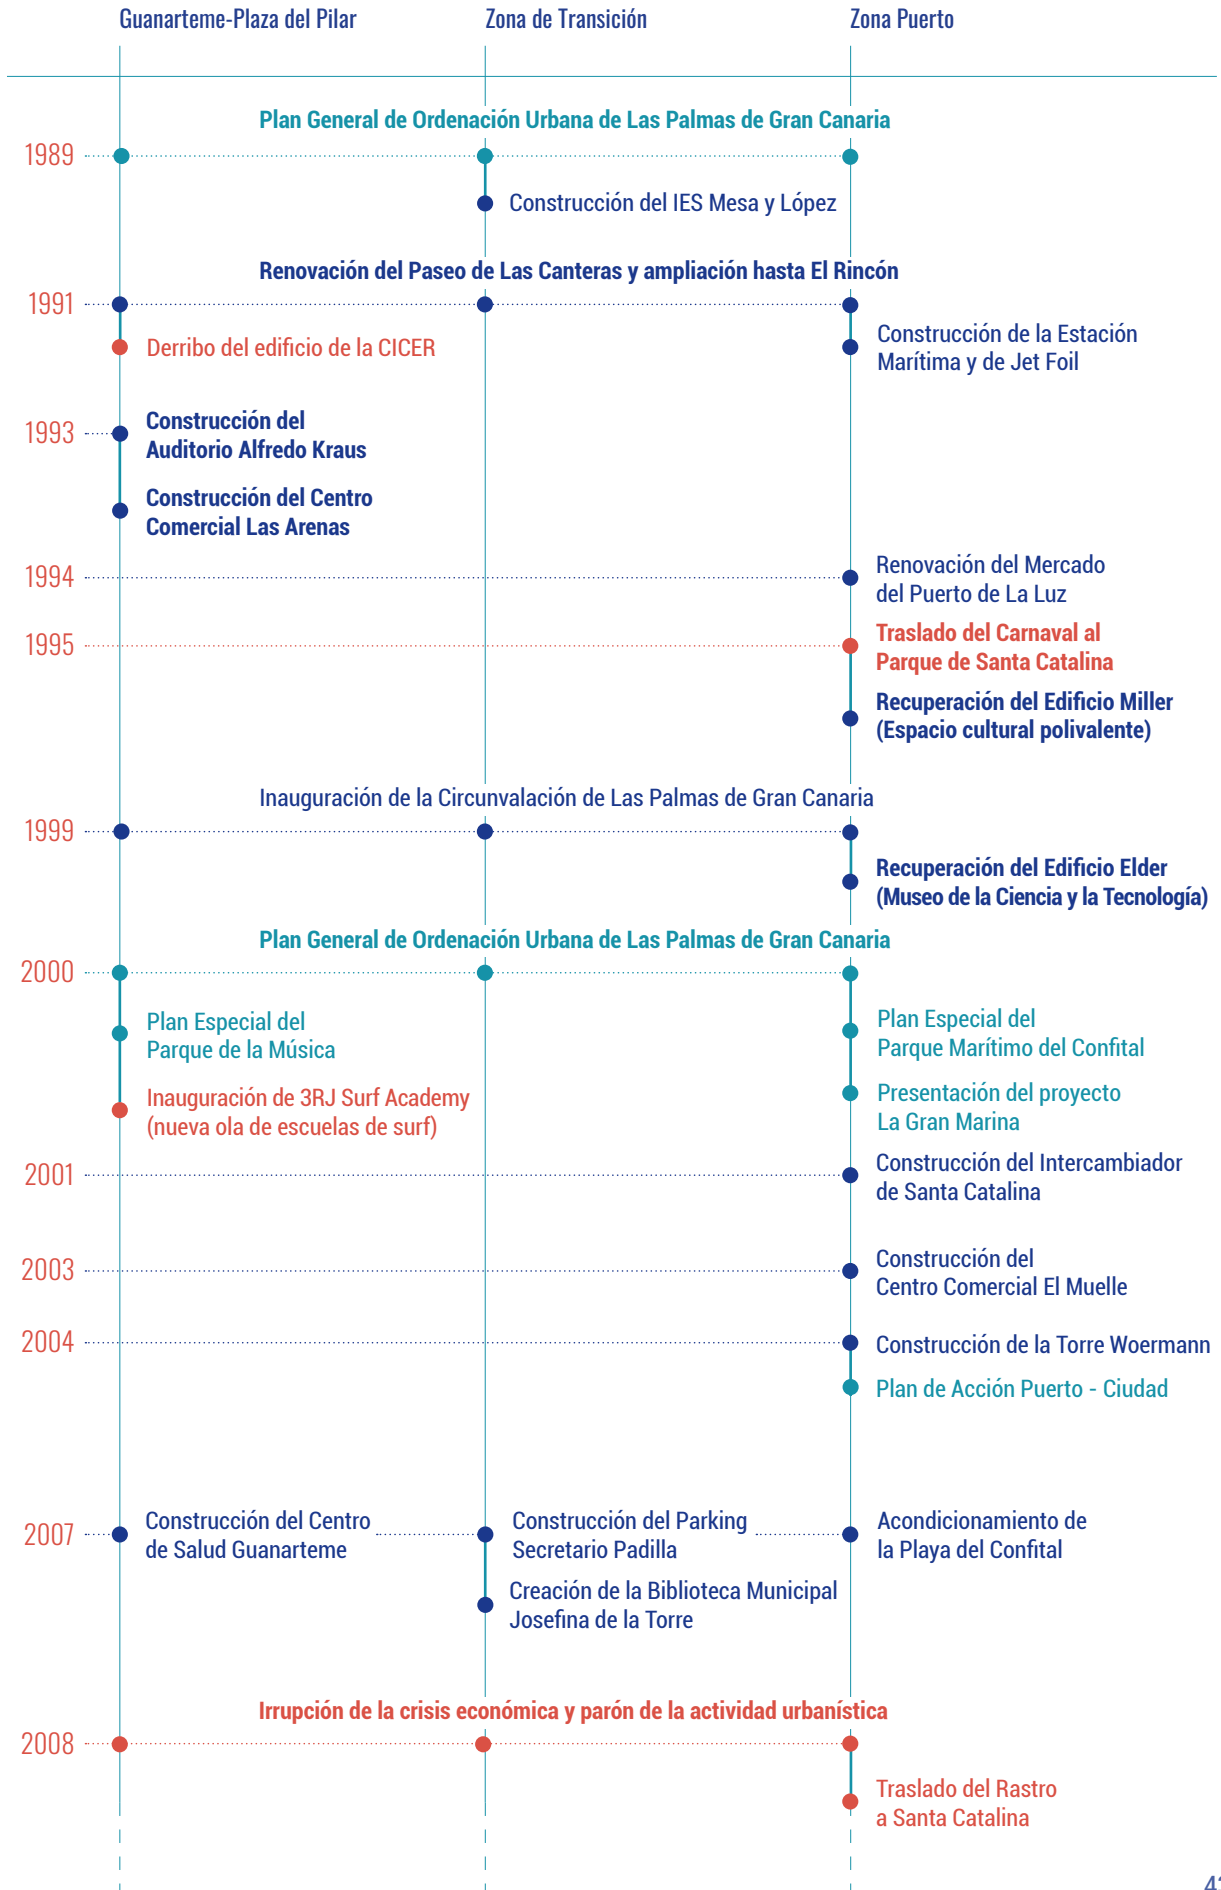 Guanarteme-Plaza del Pilar
Zona de Transición
Zona Puerto
Plan General de Ordenación Urbana de Las Palmas de Gran Canaria
1989
Construcción del IES Mesa y López
Renovación del Paseo de Las Canteras y ampliación hasta El Rincón
1991
Derribo del edificio de la CICER
Construcción de la Estación
Marítima y de Jet Foil
1993
Construcción del
Auditorio Alfredo Kraus
Construcción del Centro
Comercial Las Arenas
1994
Renovación del Mercado
del Puerto de La Luz
1995
Traslado del Carnaval al
Parque de Santa Catalina
Recuperación del Edificio Miller
(Espacio cultural polivalente)
Inauguración de la Circunvalación de Las Palmas de Gran Canaria
1999
Recuperación del Edificio Elder
(Museo de la Ciencia y la Tecnología)
Plan General de Ordenación Urbana de Las Palmas de Gran Canaria
2000
Plan Especial del
Parque de la Música
Inauguración de 3RJ Surf Academy
(nueva ola de escuelas de surf)
Plan Especial del
Parque Marítimo del Confital
Presentación del proyecto
La Gran Marina
2001
Construcción del Intercambiador
de Santa Catalina
2003
Construcción del
Centro Comercial El Muelle
2004
Construcción de la Torre Woermann
Plan de Acción Puerto - Ciudad
2007
Construcción del Centro
de Salud Guanarteme
Construcción del Parking
Secretario Padilla
Creación de la Biblioteca Municipal
Josefina de la Torre
Acondicionamiento de
la Playa del Confital
Irrupción de la crisis económica y parón de la actividad urbanística
2008
Traslado del Rastro
a Santa Catalina